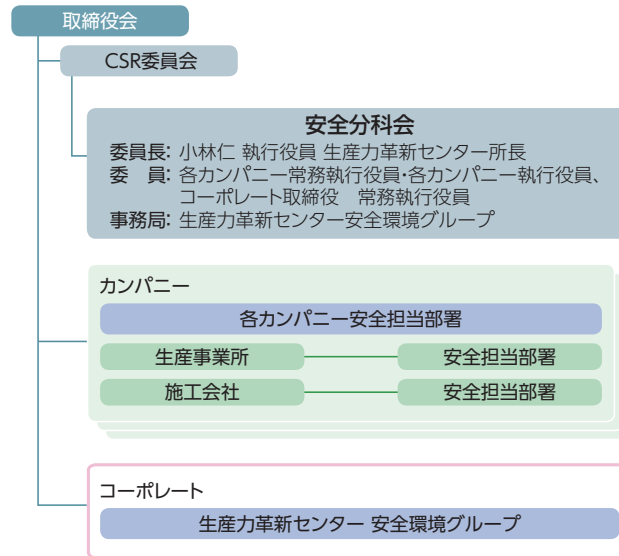 取締役会
CSR委員会
安全分科会
委員長: 小林仁 執行役員 生産力革新センター所長
委　員: 各カンパニー常務執行役員・各カンパニー執行役員、
コーポレート取締役　常務執行役員
事務局: 生産力革新センター安全環境グループ
カンパニー
各カンパニー安全担当部署
生産事業所 安全担当部署
施工会社 安全担当部署
コーポレート
生産力革新センター 安全環境グループ